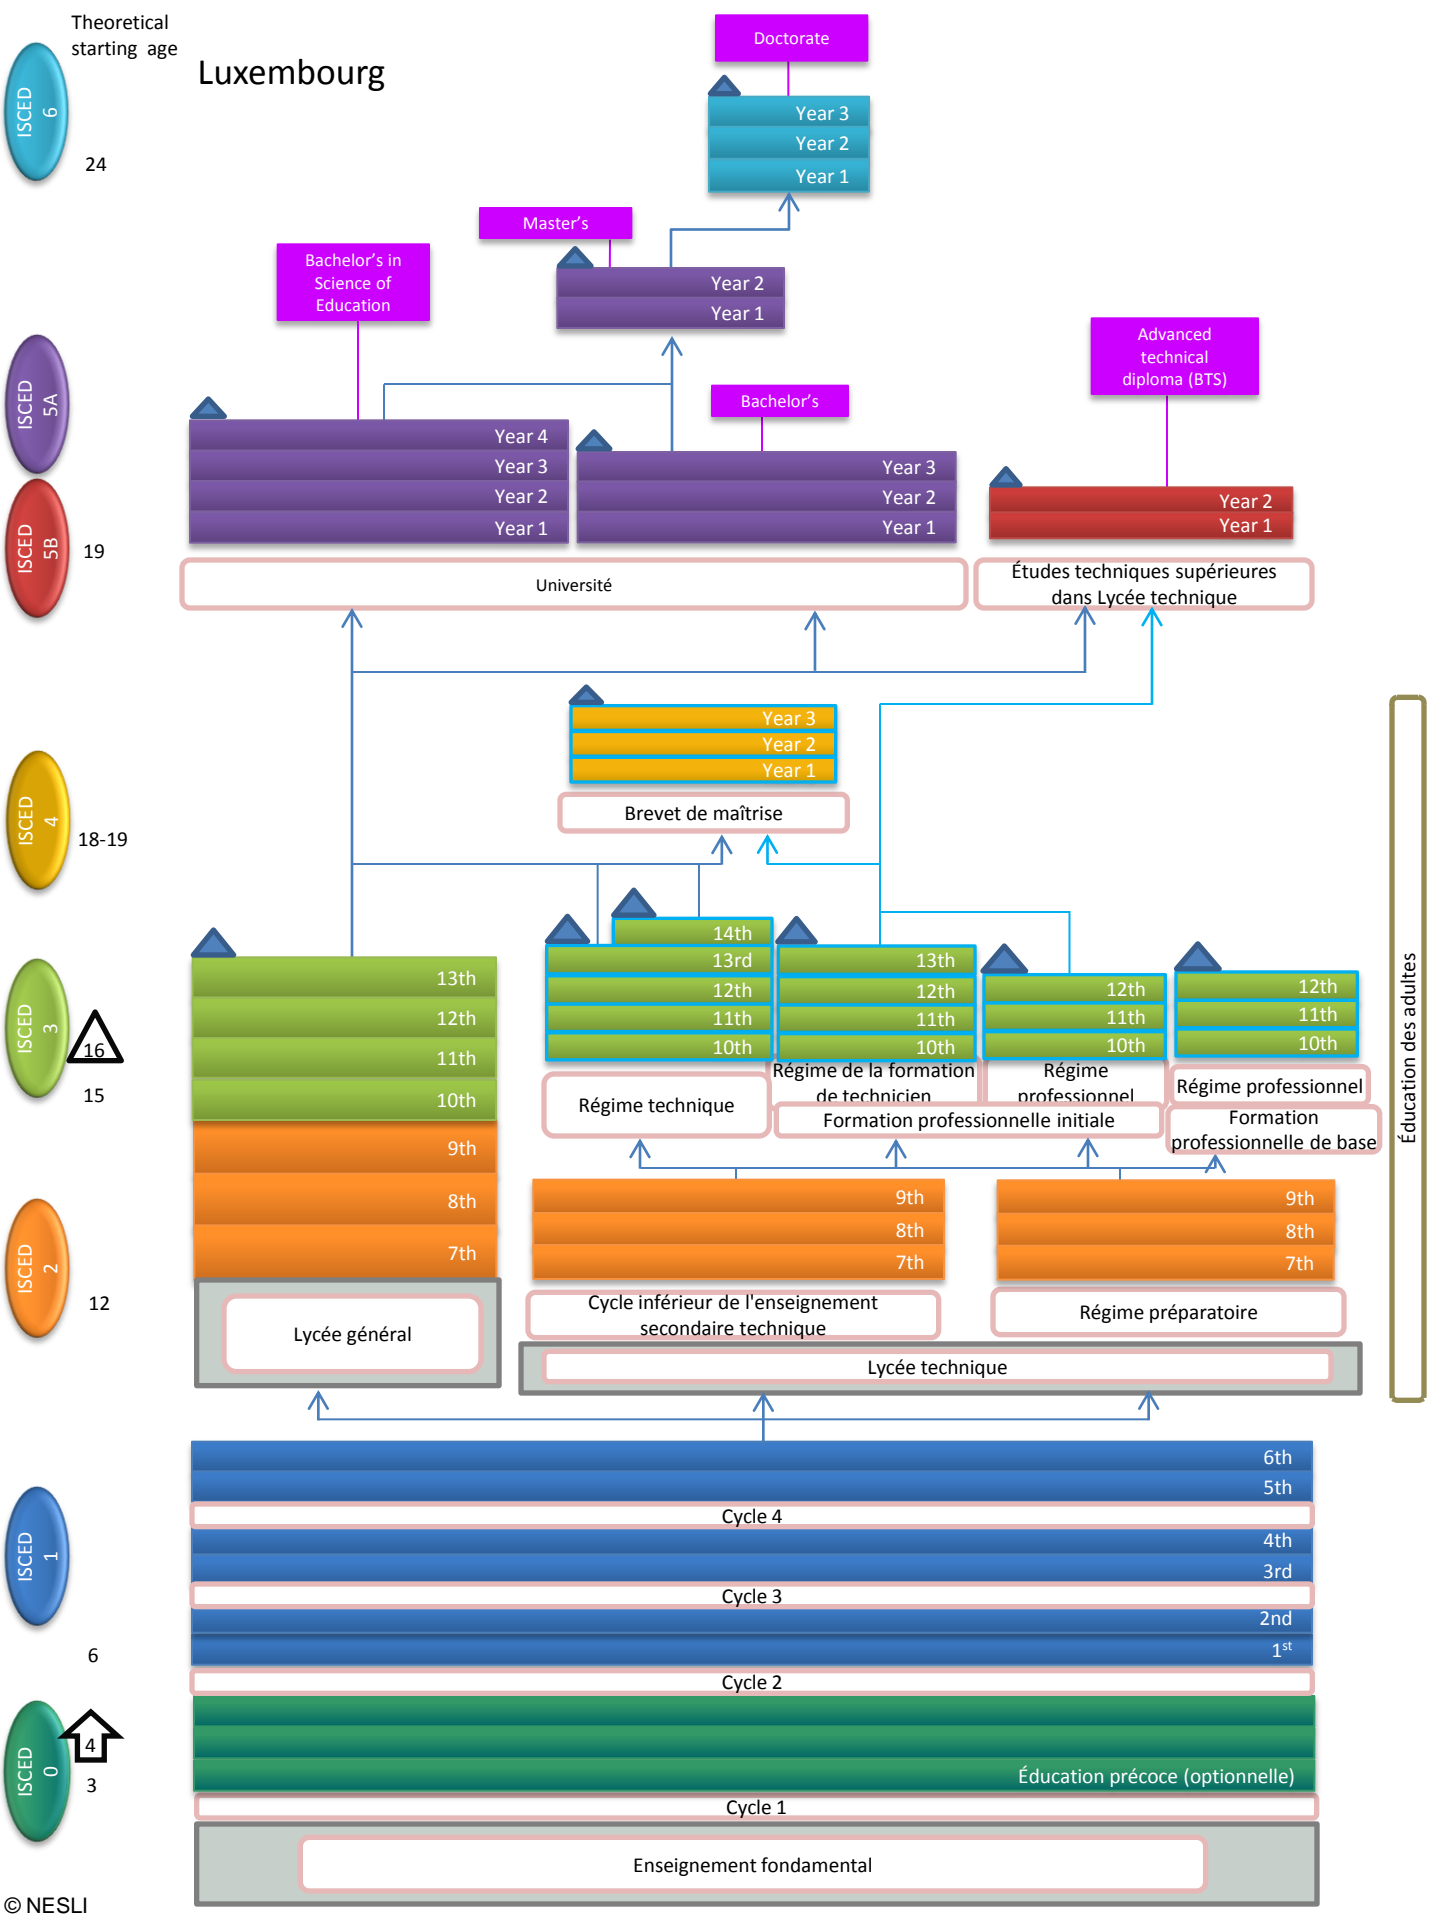 Theoretical
starting age
Luxembourg
ISCED
6
24
Doctorate
Year 3
Year 2
Year 1
Master's
Year 2
Year 1
Bachelor's in
Science of
Education
Advanced
technical
diploma (BTS)
Bachelor's
ISCED
5A
Year 4
Year 3
Year 2
Year 1
Year 3
Year 2
Year 1
Year 2
Year 1
ISCED
5B
19
Université
Études techniques supérieures
dans Lycée technique
Year 3
Year 2
Year 1
Brevet de maîtrise
ISCED
4
18-19
13th
12th
11th
10th
9th
8th
7th
14th
13rd
12th
11th
10th
13th
12th
11th
10th
12th
11th
10th
12th
11th
10th
ISCED
3
16
15
Régime technique
Régime de la formation
de technicien
Régime
professionnel
Formation professionnelle initiale
Régime professionnel
Formation
professionnelle de base
Éducation des adultes
9th
8th
7th
9th
8th
7th
ISCED
2
12
Lycée général
Cycle inférieur de l'enseignement
secondaire technique
Régime préparatoire
Lycée technique
6th
5th
Cycle 4
4th
3rd
Cycle 3
2nd
1st
Cycle 2
ISCED
1
6
ISCED
0
4
3
Éducation précoce (optionnelle)
Cycle 1
Enseignement fondamental
© NESLI